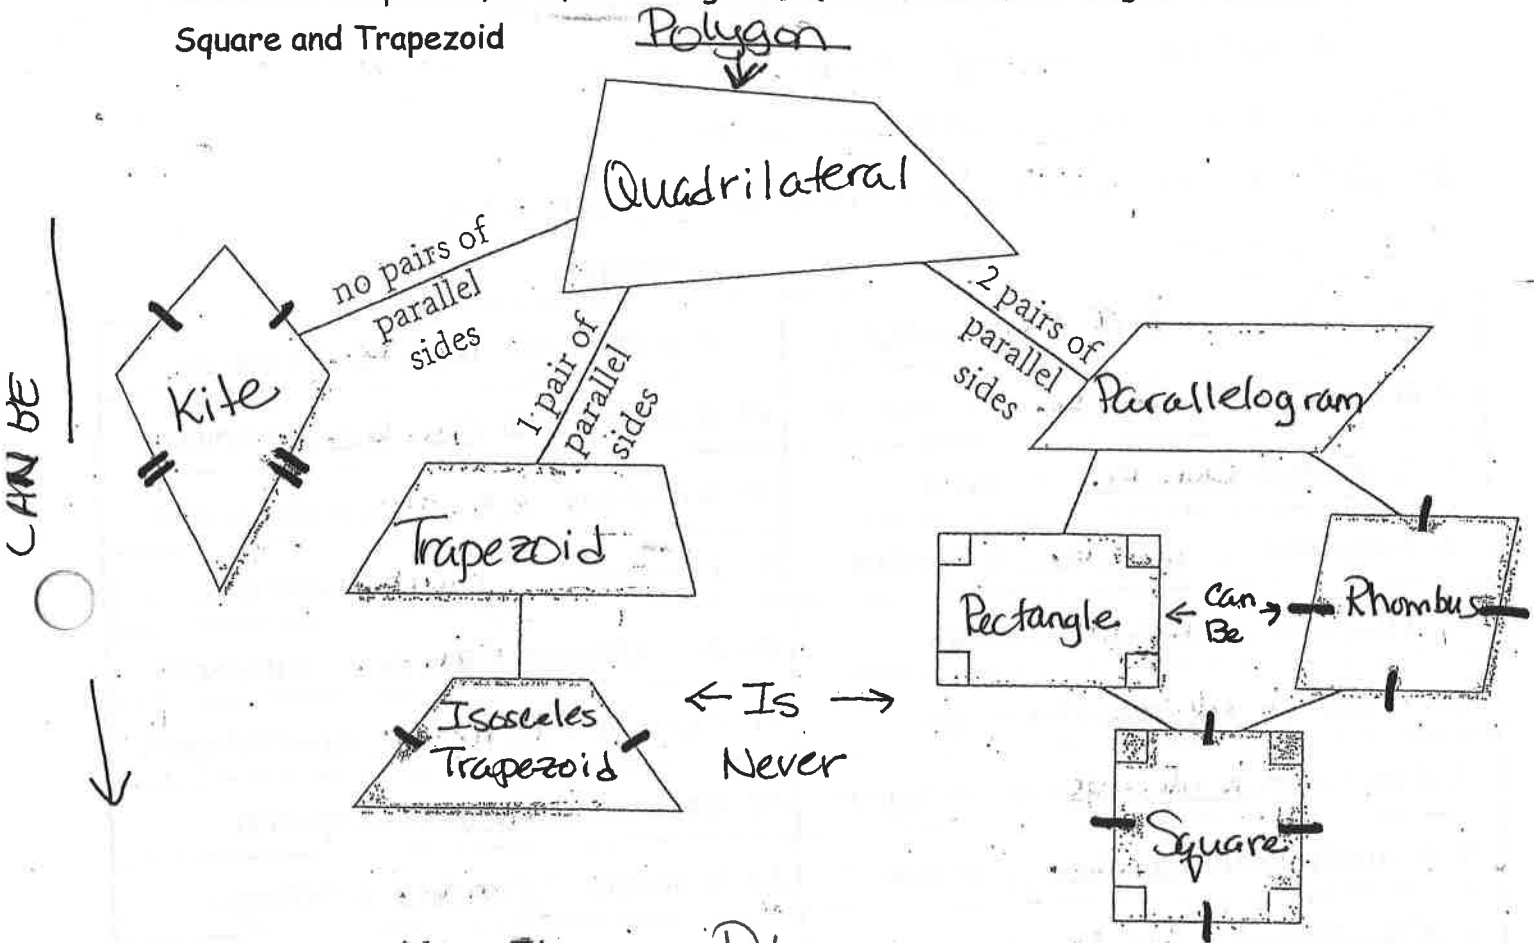 Square and Trapezoid
Polygon
Quadrilateral
no pairs of
parallel
sides
1 pair of
parallel
sides
2 pairs of
parallel
sides
CAN BE
Kite
Parallelogram
Trapezoid
Rectangle
← Can →
Be
Rhombus
← Is →
Never
Isosceles
Trapezoid
Square